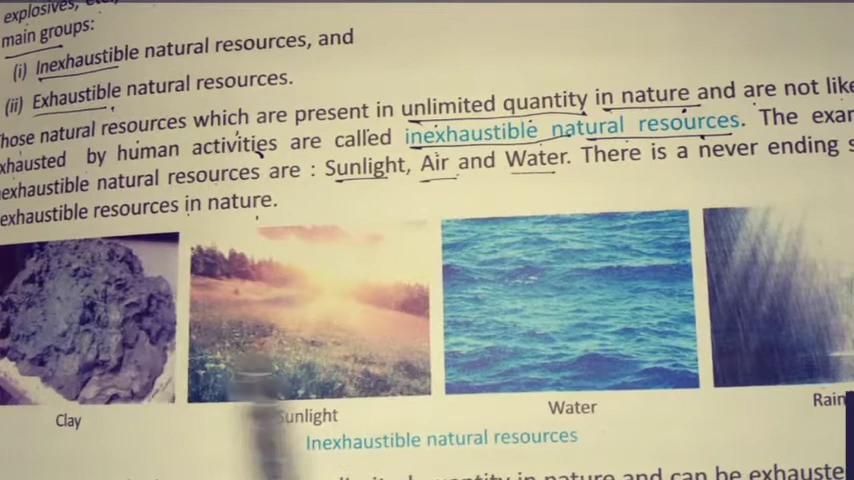 explosives, etc.
main groups:
(i) Inexhaustible natural resources, and
(ii) Exhaustible natural resources.
hose natural resources which are present in unlimited quantity in nature and are not like
xhausted by human activities are called inexhaustible natural resources. The exam
nexhaustible natural resources are : Sunlight, Air and Water. There is a never ending s
exhaustible resources in nature.
Clay
Sunlight
Water
Rain
Inexhaustible natural resources
quantity in nature and can be exhauste